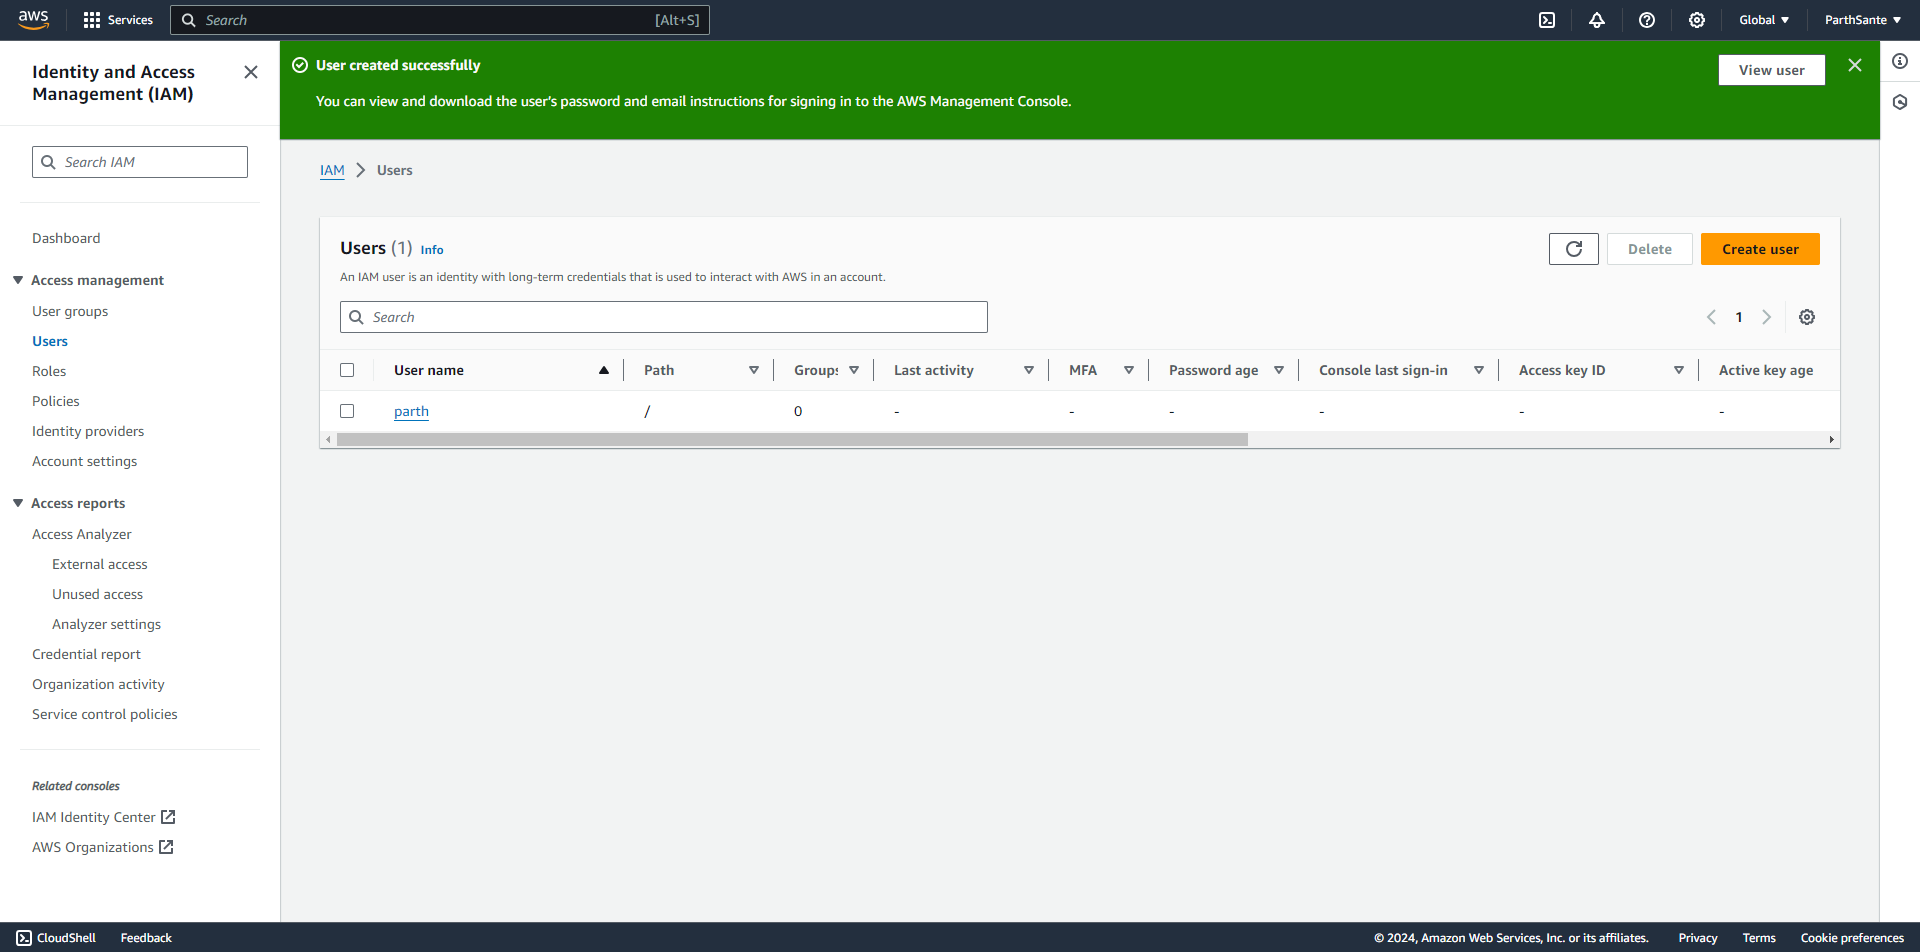 aws
Services
Search
[Alt+S]
Global
ParthSante
Identity and Access
Management (IAM)
Search IAM
Dashboard
Access management
User groups
Users
Roles
Policies
Identity providers
Account settings
Access reports
Access Analyzer
External access
Unused access
Analyzer settings
Credential report
Organization activity
Service control policies
Related consoles
IAM Identity Center
AWS Organizations
User created successfully
View user
You can view and download the user's password and email instructions for signing in to the AWS Management Console.
IAM > Users
Users (1) Info
Delete
Create user
An IAM user is an identity with long-term credentials that is used to interact with AWS in an account.
Search
1
User name Path Groups Last activity MFA Password age Console last sign-in Access key ID Active key age
parth / 0 - - - - - -
CloudShell Feedback
© 2024, Amazon Web Services, Inc. or its affiliates. Privacy Terms Cookie preferences